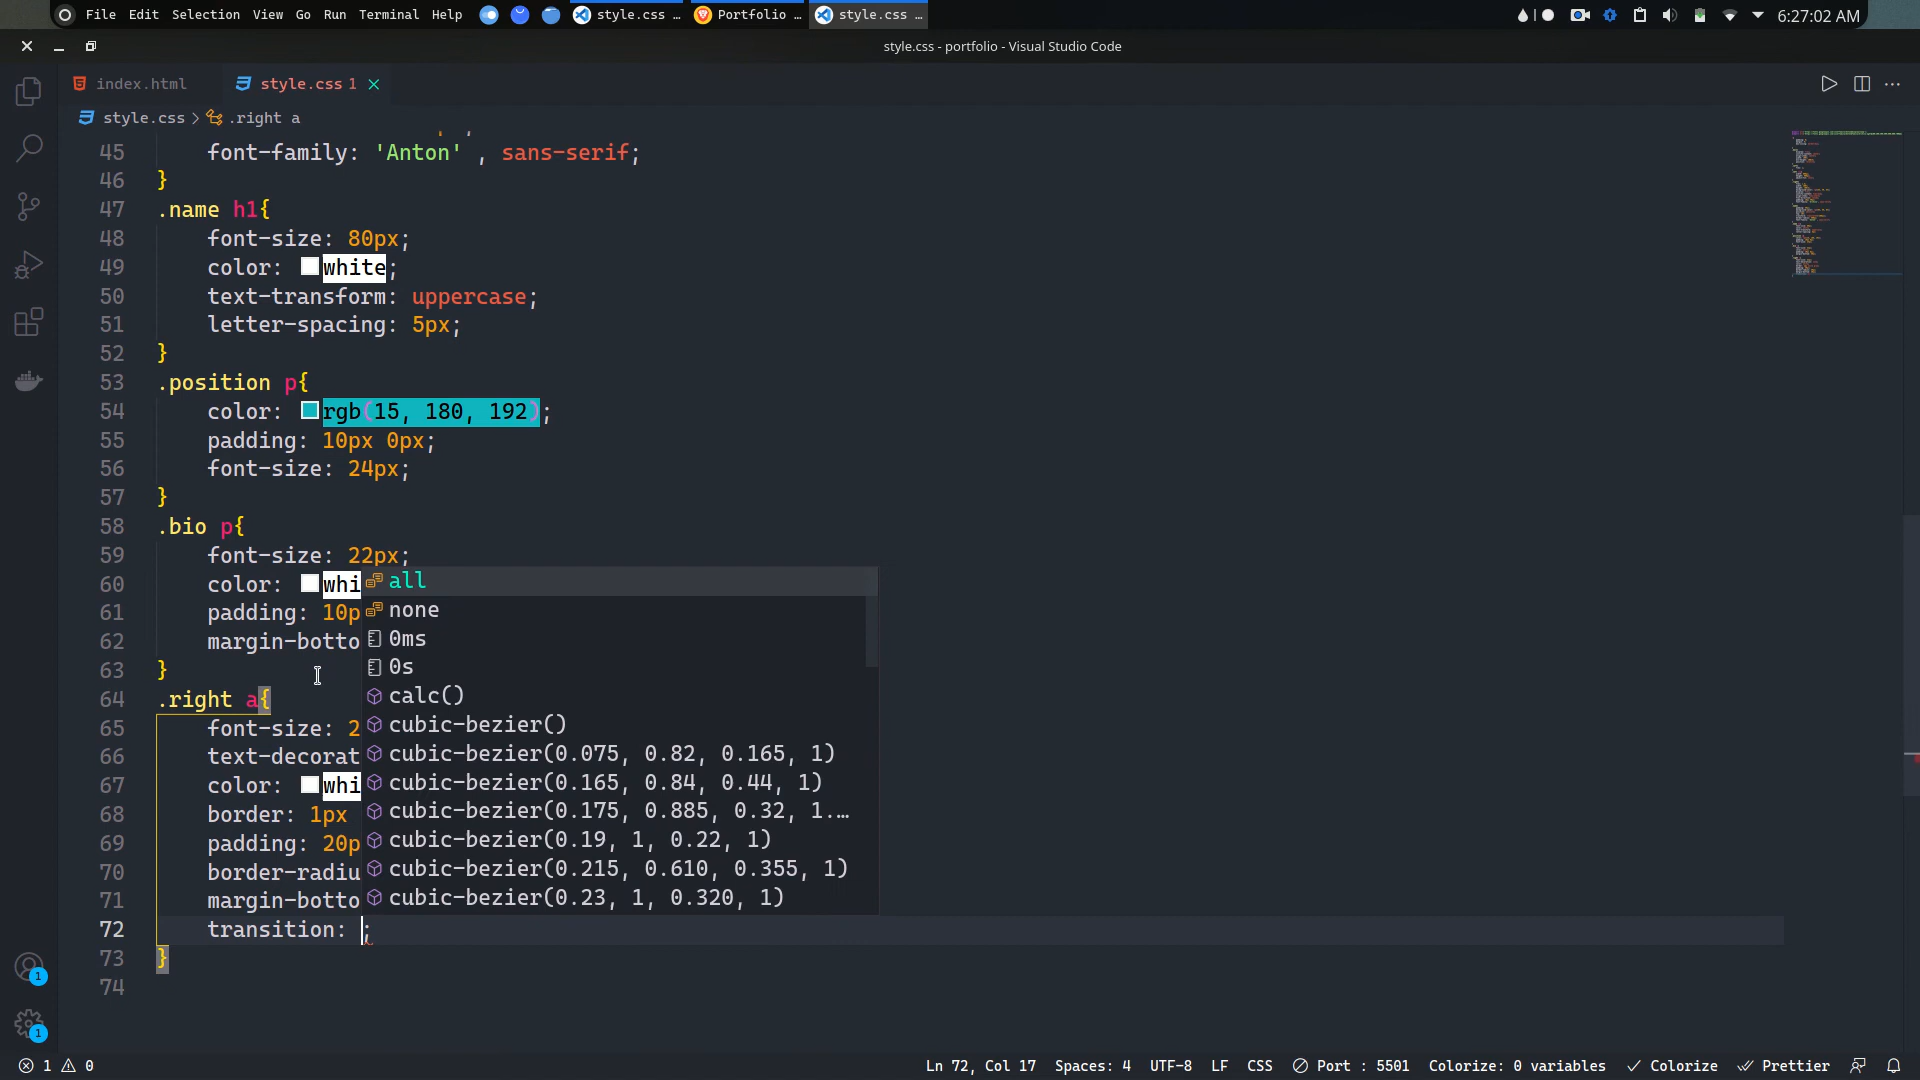 File Edit Selection View Go Run Terminal Help style.css ... Portfolio ... style.css ... 6:27:02 AM
style.css - portfolio - Visual Studio Code
index.html style.css 1
style.css > .right a
45 font-family: 'Anton' , sans-serif;
46 }
47 .name h1{
48 font-size: 80px;
49 color: white;
50 text-transform: uppercase;
51 letter-spacing: 5px;
52 }
53 .position p{
54 color: rgb(15, 180, 192);
55 padding: 10px 0px;
56 font-size: 24px;
57 }
58 .bio p{
59 font-size: 22px;
60 color: whi
61 padding: 10p
62 margin-botto
63 }
64 .right a{
65 font-size: 2
66 text-decorat
67 color: whi
68 border: 1px
69 padding: 20p
70 border-radiu
71 margin-botto
72 transition: ;
73 }
74
all
none
0ms
0s
calc()
cubic-bezier()
cubic-bezier(0.075, 0.82, 0.165, 1)
cubic-bezier(0.165, 0.84, 0.44, 1)
cubic-bezier(0.175, 0.885, 0.32, 1....
cubic-bezier(0.19, 1, 0.22, 1)
cubic-bezier(0.215, 0.610, 0.355, 1)
cubic-bezier(0.23, 1, 0.320, 1)
1
1
1 0 Ln 72, Col 17 Spaces: 4 UTF-8 LF CSS Port : 5501 Colorize: 0 variables Colorize Prettier